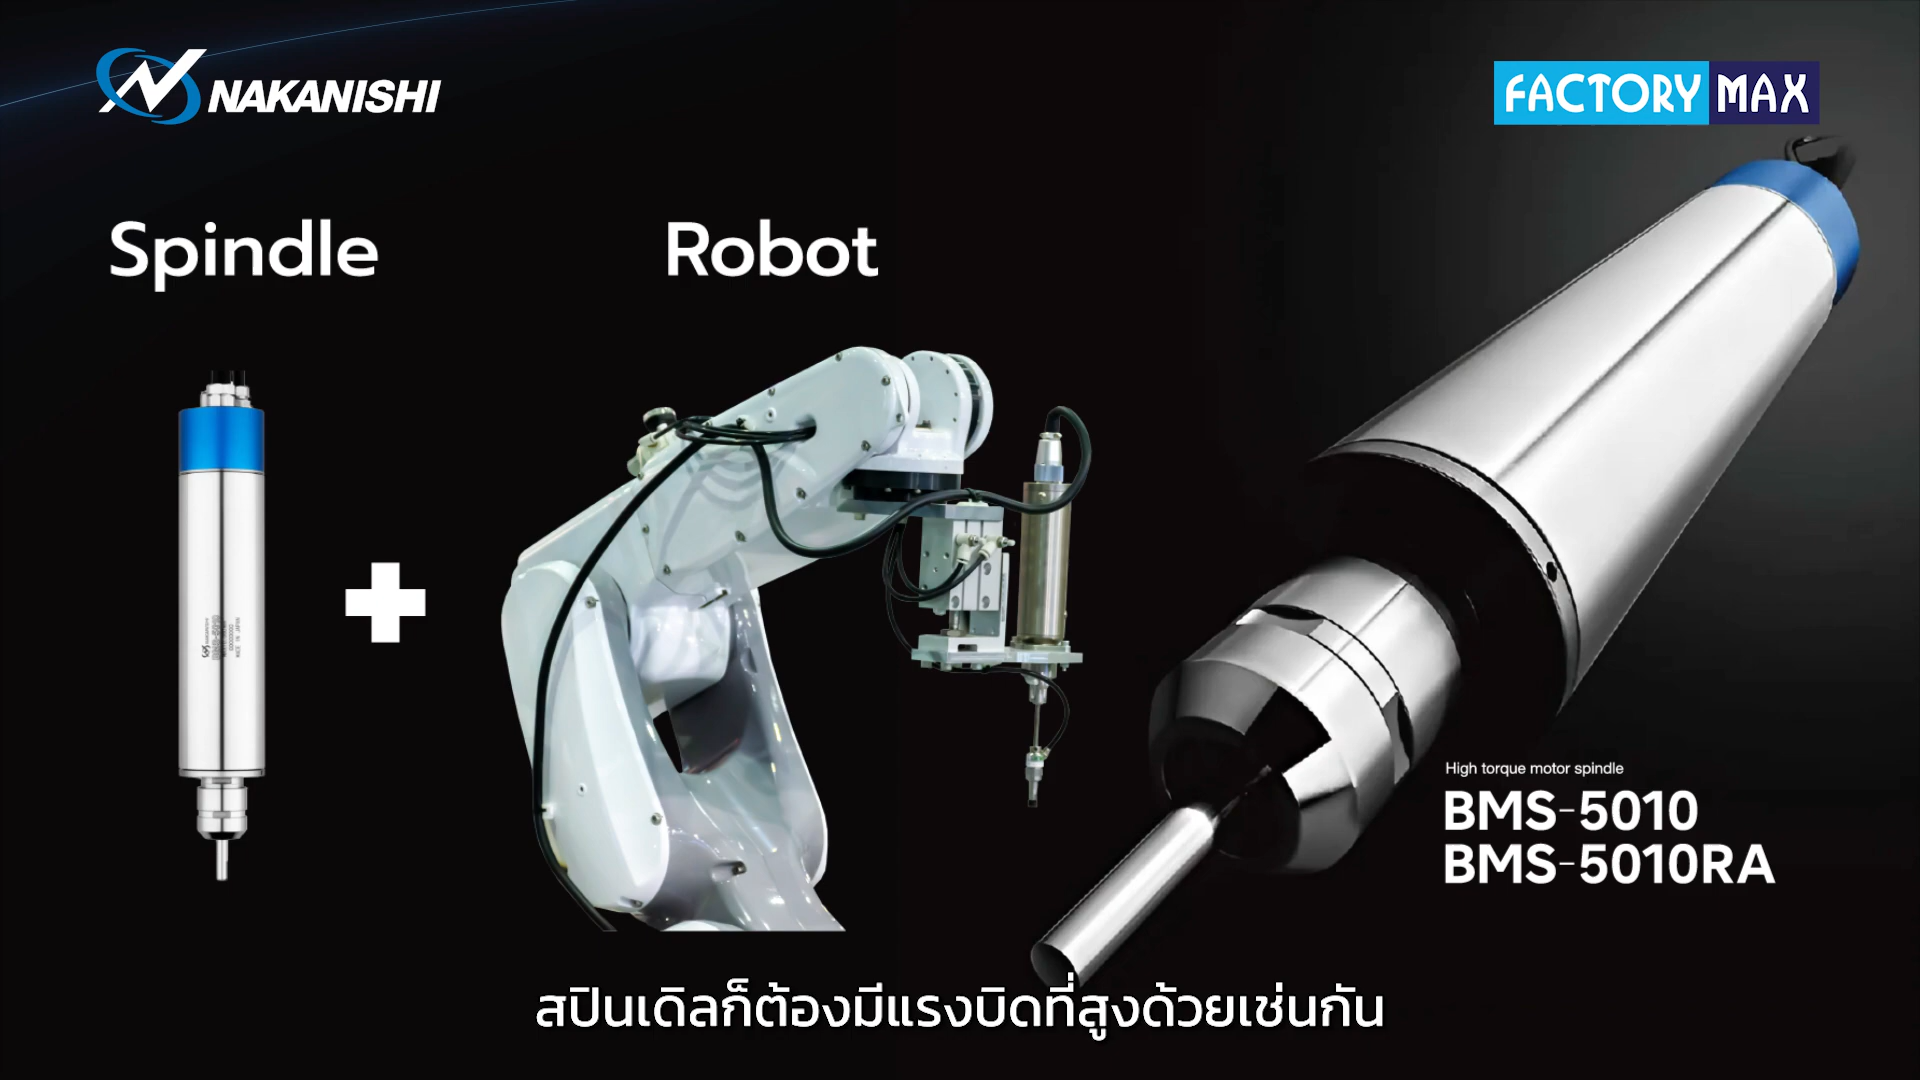 NAKANISHI
FACTORY MAX
Spindle
Robot
High torque motor spindle
BMS-5010
BMS-5010RA
สปินเดิลก็ต้องมีแรงบิดที่สูงด้วยเช่นกัน